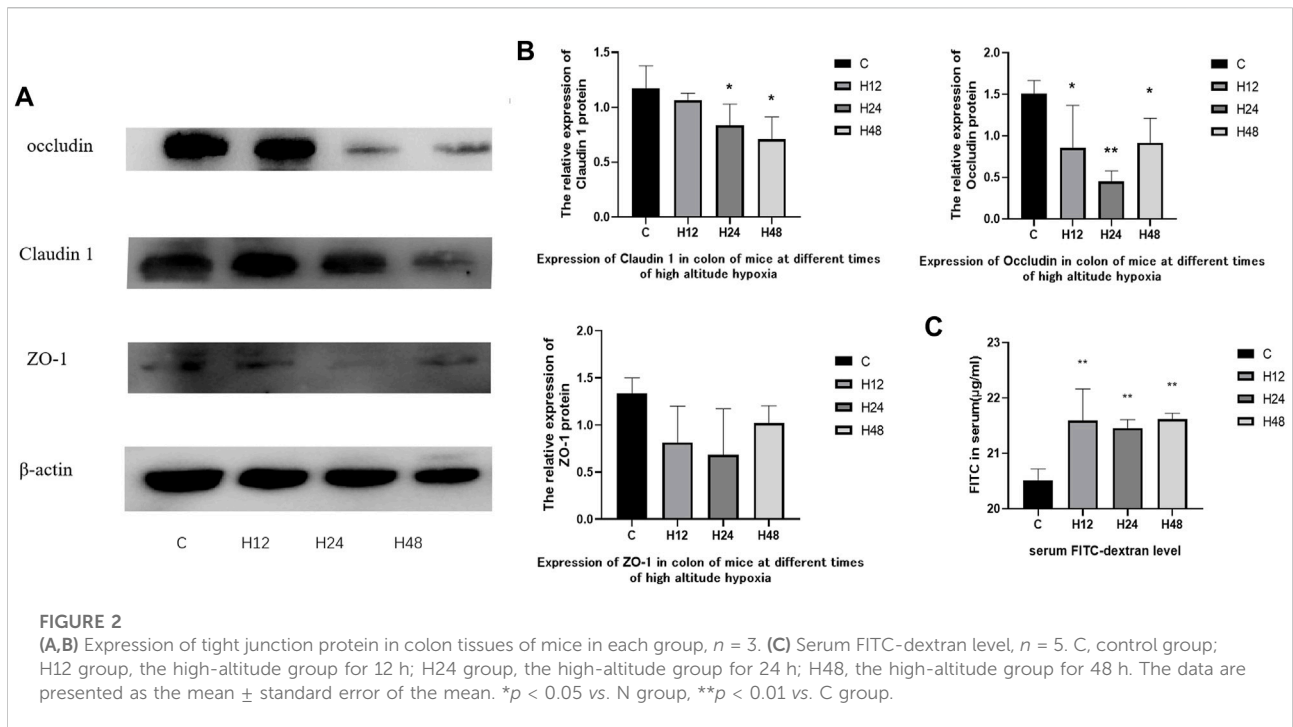 A
occludin
Claudin 1
ZO-1
β-actin
C H12 H24 H48
B
The relative expression of
Claudin 1 protein
1.5
1.0
0.5
0.0
* *
C H12 H24 H48
C
H12
H24
H48
Expression of Claudin 1 in colon of mice at different times
of high altitude hypoxia
The relative expression of
Occludin protein
2.0
1.5
1.0
0.5
0.0
* ** *
C H12 H24 H48
C
H12
H24
H48
Expression of Occludin in colon of mice at different times
of high altitude hypoxia
The relative expression of
ZO-1 protein
2.0
1.5
1.0
0.5
0.0
C H12 H24 H48
C
H12
H24
H48
Expression of ZO-1 in colon of mice at different times
of high altitude hypoxia
C
FITC in serum(μg/ml)
23
22
21
20
** ** **
C H12 H24 H48
C
H12
H24
H48
serum FITC-dextran level
FIGURE 2
(A,B) Expression of tight junction protein in colon tissues of mice in each group, n = 3. (C) Serum FITC-dextran level, n = 5. C, control group;
H12 group, the high-altitude group for 12 h; H24 group, the high-altitude group for 24 h; H48, the high-altitude group for 48 h. The data are
presented as the mean ± standard error of the mean. *p < 0.05 vs. N group, **p < 0.01 vs. C group.